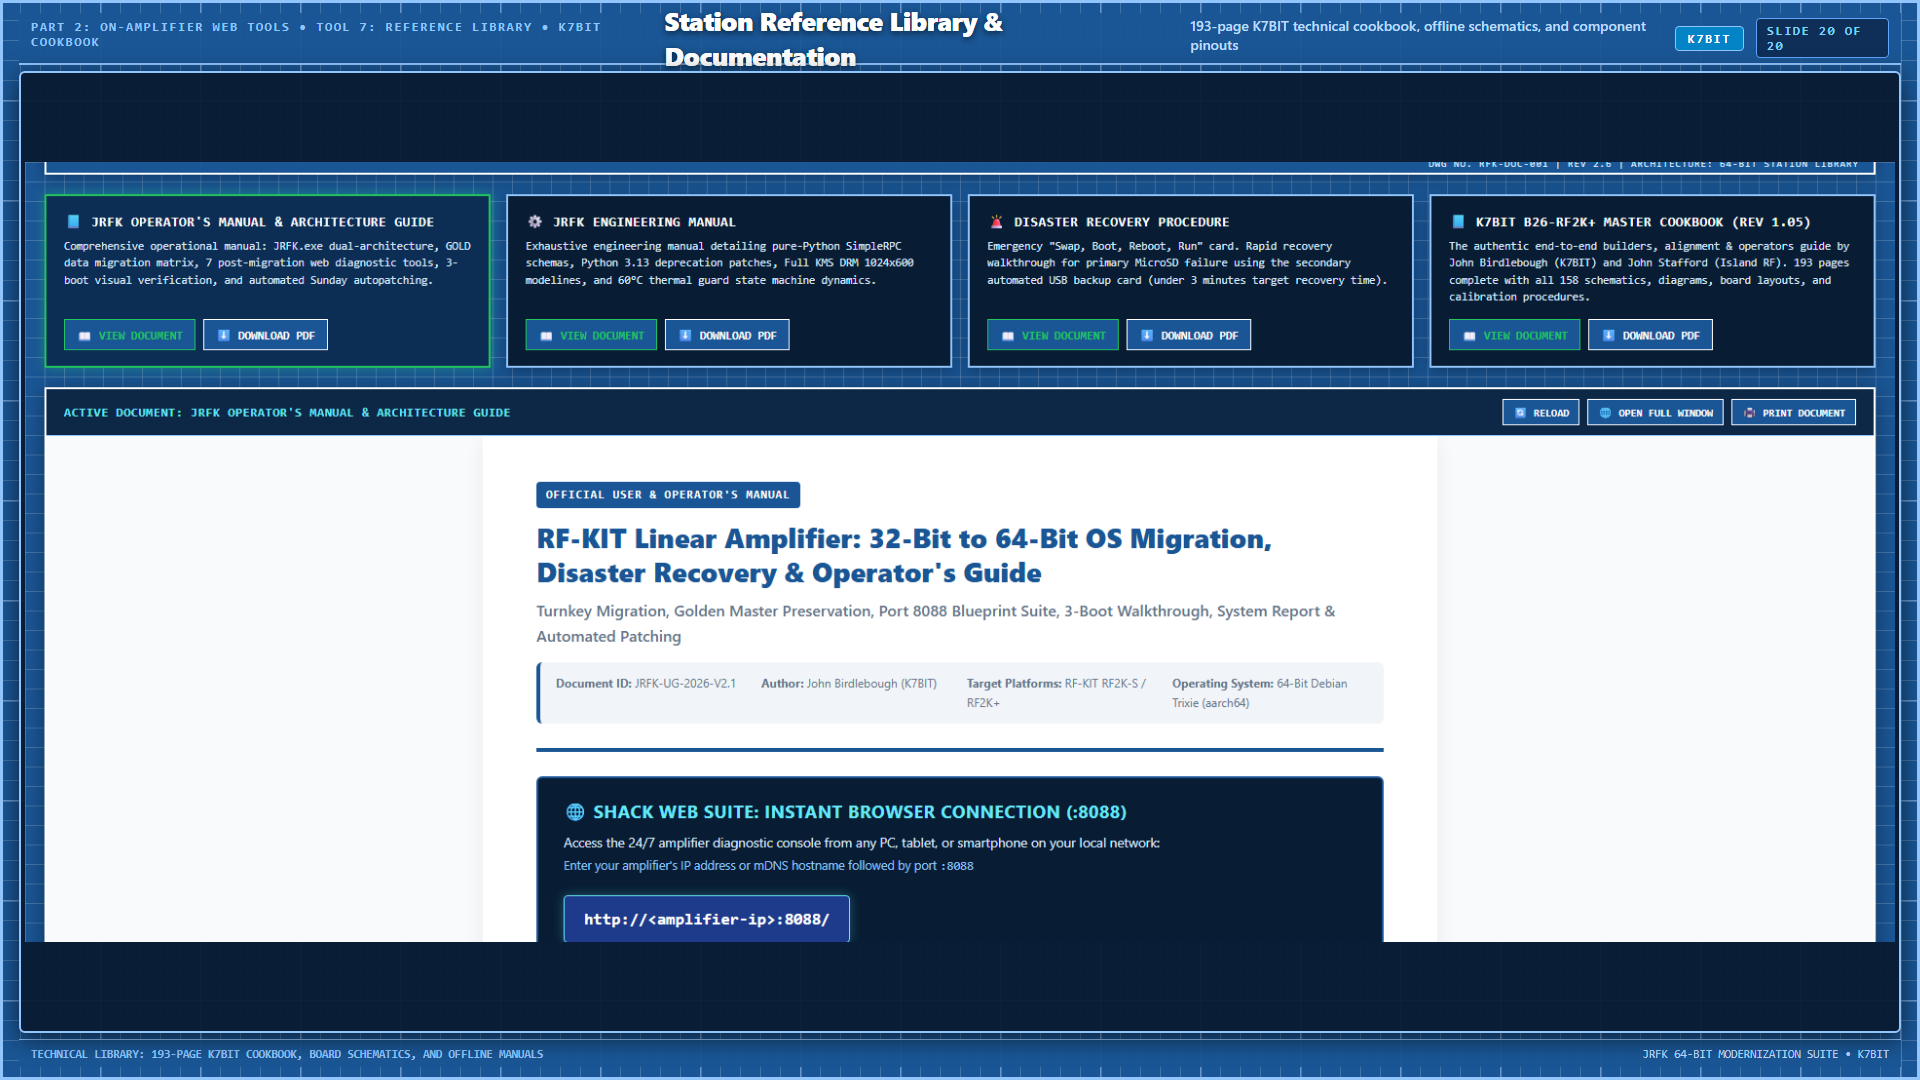 PART 2: ON-AMPLIFIER WEB TOOLS • TOOL 7: REFERENCE LIBRARY • K7BIT
COOKBOOK
Station Reference Library &
Documentation
193-page K7BIT technical cookbook, offline schematics, and component
pinouts
K7BIT
SLIDE 20 OF
20
DWG NO. RFK-DOC-001 | REV 2.6 | ARCHITECTURE: 64-BIT STATION LIBRARY
JRFK OPERATOR'S MANUAL & ARCHITECTURE GUIDE
Comprehensive operational manual: JRFK.exe dual-architecture, GOLD
data migration matrix, 7 post-migration web diagnostic tools, 3-
boot visual verification, and automated Sunday autopatching.
VIEW DOCUMENT
DOWNLOAD PDF
JRFK ENGINEERING MANUAL
Exhaustive engineering manual detailing pure-Python SimpleRPC
schemas, Python 3.13 deprecation patches, Full KMS DRM 1024x600
modelines, and 60°C thermal guard state machine dynamics.
VIEW DOCUMENT
DOWNLOAD PDF
DISASTER RECOVERY PROCEDURE
Emergency "Swap, Boot, Reboot, Run" card. Rapid recovery
walkthrough for primary MicroSD failure using the secondary
automated USB backup card (under 3 minutes target recovery time).
VIEW DOCUMENT
DOWNLOAD PDF
K7BIT B26-RF2K+ MASTER COOKBOOK (REV 1.05)
The authentic end-to-end builders, alignment & operators guide by
John Birdlebough (K7BIT) and John Stafford (Island RF). 193 pages
complete with all 158 schematics, diagrams, board layouts, and
calibration procedures.
VIEW DOCUMENT
DOWNLOAD PDF
ACTIVE DOCUMENT: JRFK OPERATOR'S MANUAL & ARCHITECTURE GUIDE
RELOAD
OPEN FULL WINDOW
PRINT DOCUMENT
OFFICIAL USER & OPERATOR'S MANUAL
RF-KIT Linear Amplifier: 32-Bit to 64-Bit OS Migration,
Disaster Recovery & Operator's Guide
Turnkey Migration, Golden Master Preservation, Port 8088 Blueprint Suite, 3-Boot Walkthrough, System Report &
Automated Patching
Document ID: JRFK-UG-2026-V2.1
Author: John Birdlebough (K7BIT)
Target Platforms: RF-KIT RF2K-S /
RF2K+
Operating System: 64-Bit Debian
Trixie (aarch64)
SHACK WEB SUITE: INSTANT BROWSER CONNECTION (:8088)
Access the 24/7 amplifier diagnostic console from any PC, tablet, or smartphone on your local network:
Enter your amplifier's IP address or mDNS hostname followed by port :8088
http://<amplifier-ip>:8088/
TECHNICAL LIBRARY: 193-PAGE K7BIT COOKBOOK, BOARD SCHEMATICS, AND OFFLINE MANUALS
JRFK 64-BIT MODERNIZATION SUITE • K7BIT